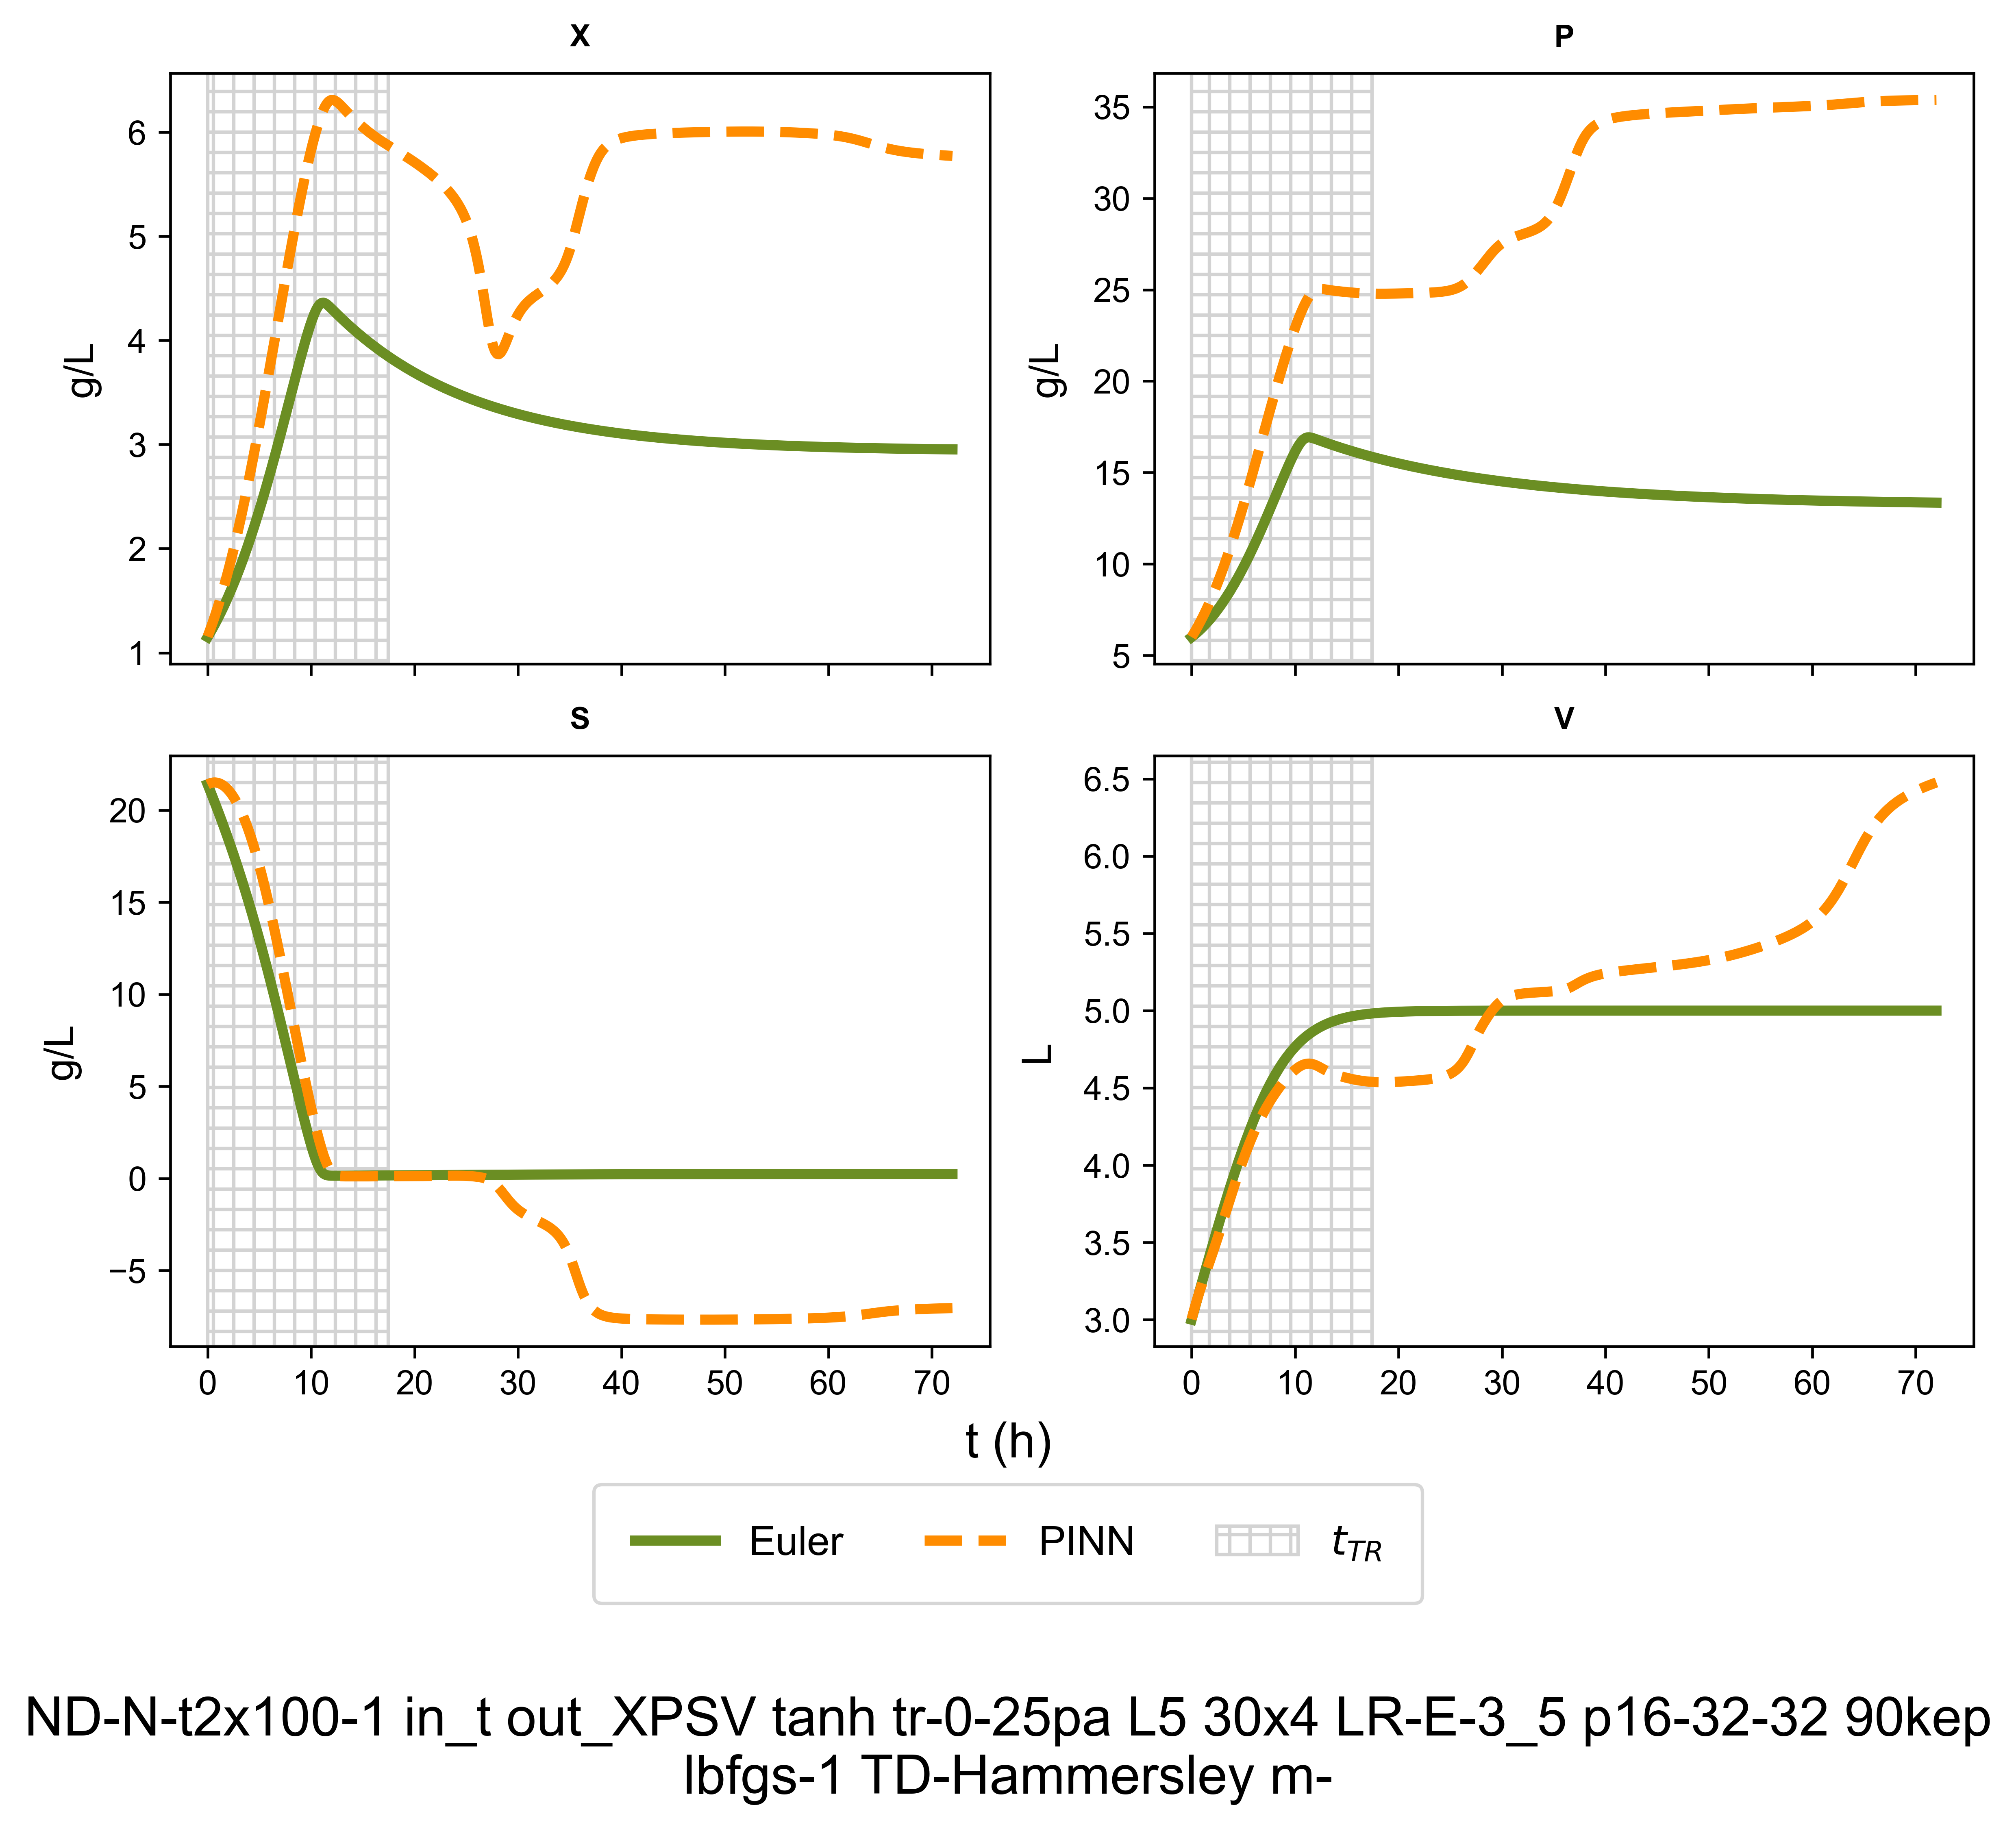 X
P
6
5
4
3
2
1
g/L
35
30
25
20
15
10
5
g/L
S
V
20
15
10
5
0
−5
g/L
6.5
6.0
5.5
5.0
4.5
4.0
3.5
3.0
L
0 10 20 30 40 50 60 70
0 10 20 30 40 50 60 70
t (h)
Euler PINN t_TR
ND-N-t2x100-1 in_t out_XPSV tanh tr-0-25pa L5 30x4 LR-E-3_5 p16-32-32 90kep
lbfgs-1 TD-Hammersley m-